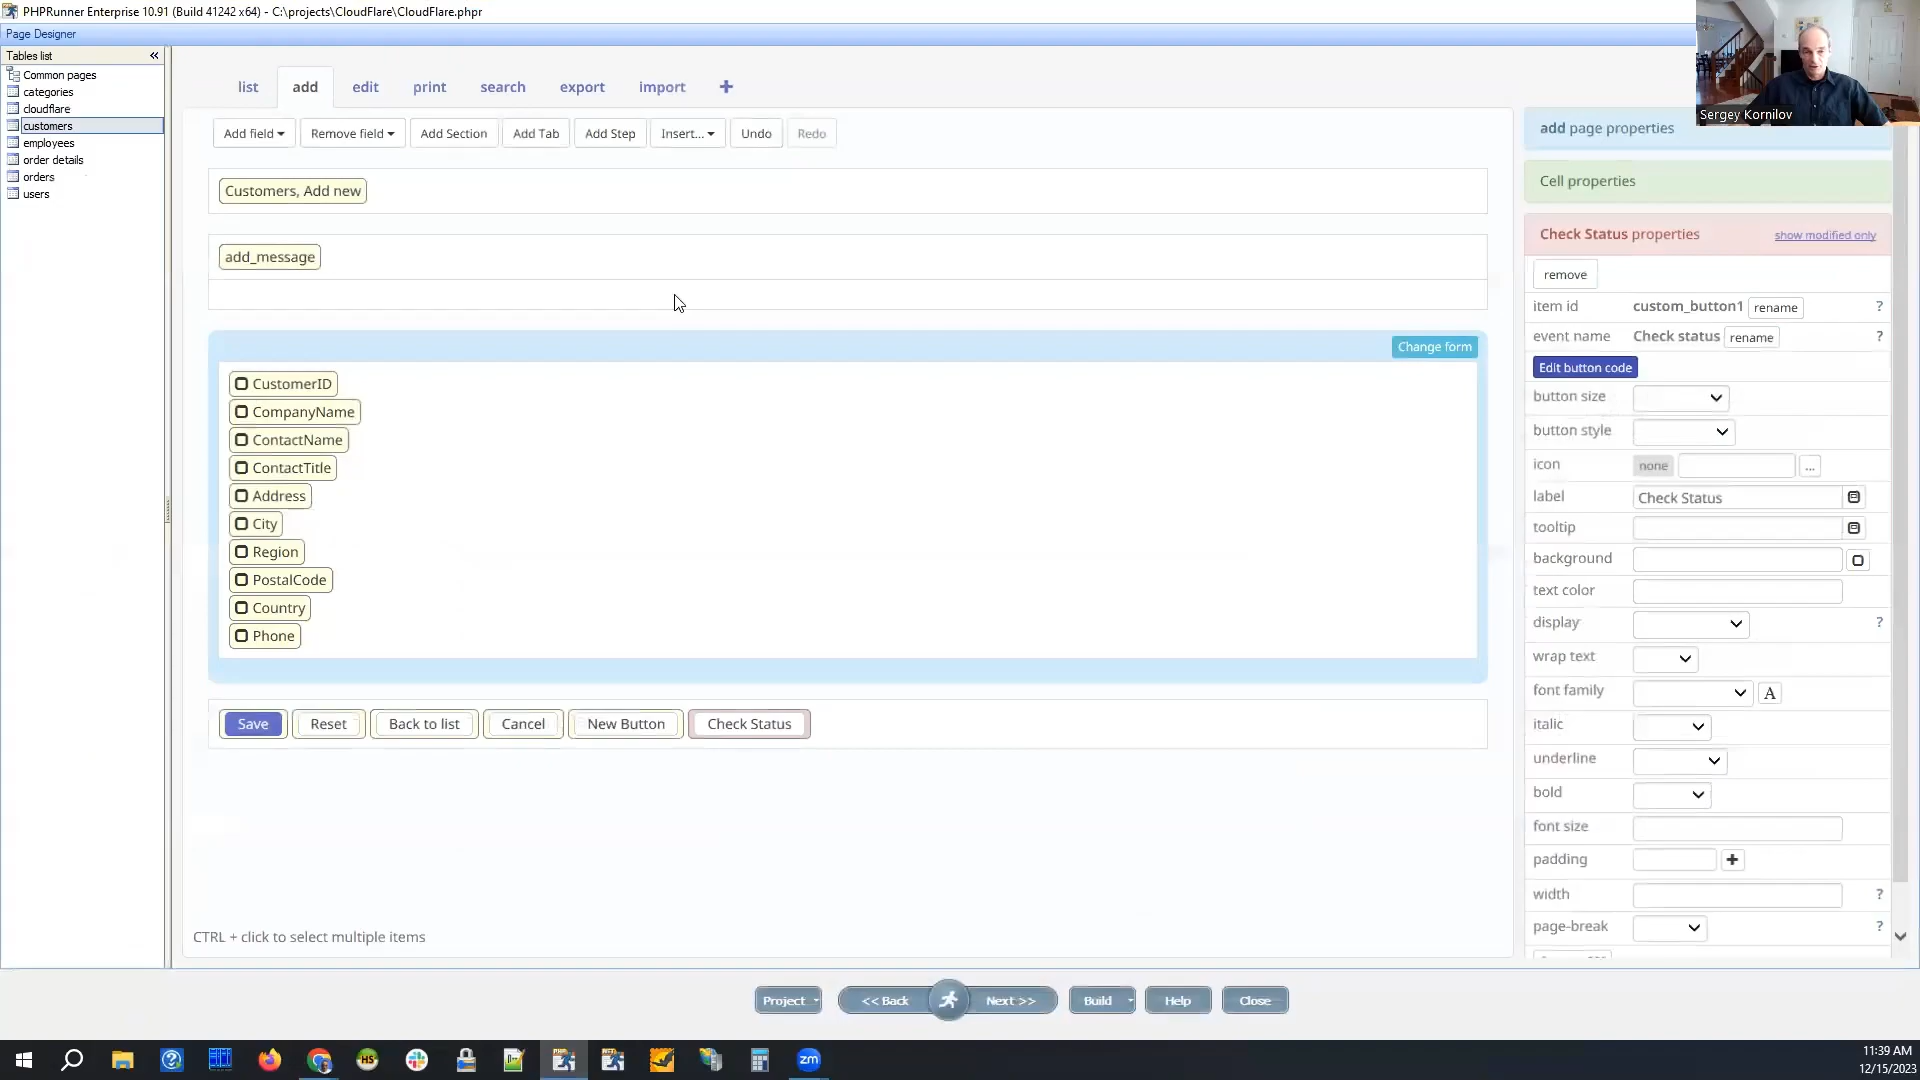 PHPRunner Enterprise 10.91 (Build 41242 x64) - C:\projects\CloudFlare\CloudFlare.phpr
Page Designer
Tables list
«
Common pages
categories
cloudflare
customers
employees
order details
orders
users
list add edit print search export import +
Add field Remove field Add Section Add Tab Add Step Insert... Undo Redo
Customers, Add new
add_message
Change form
CustomerID
CompanyName
ContactName
ContactTitle
Address
City
Region
PostalCode
Country
Phone
Save Reset Back to list Cancel New Button Check Status
CTRL + click to select multiple items
Sergey Kornilov
add page properties
Cell properties
Check Status properties show modified only
remove
item id custom_button1 rename ?
event name Check status rename ?
Edit button code
button size
button style
icon none ...
label Check Status
tooltip
background
text color
display ?
wrap text
font family A
italic
underline
bold
font size
padding +
width ?
page-break ?
Project << Back Next >> Build Help Close
HS
zm
11:39 AM
12/15/2023